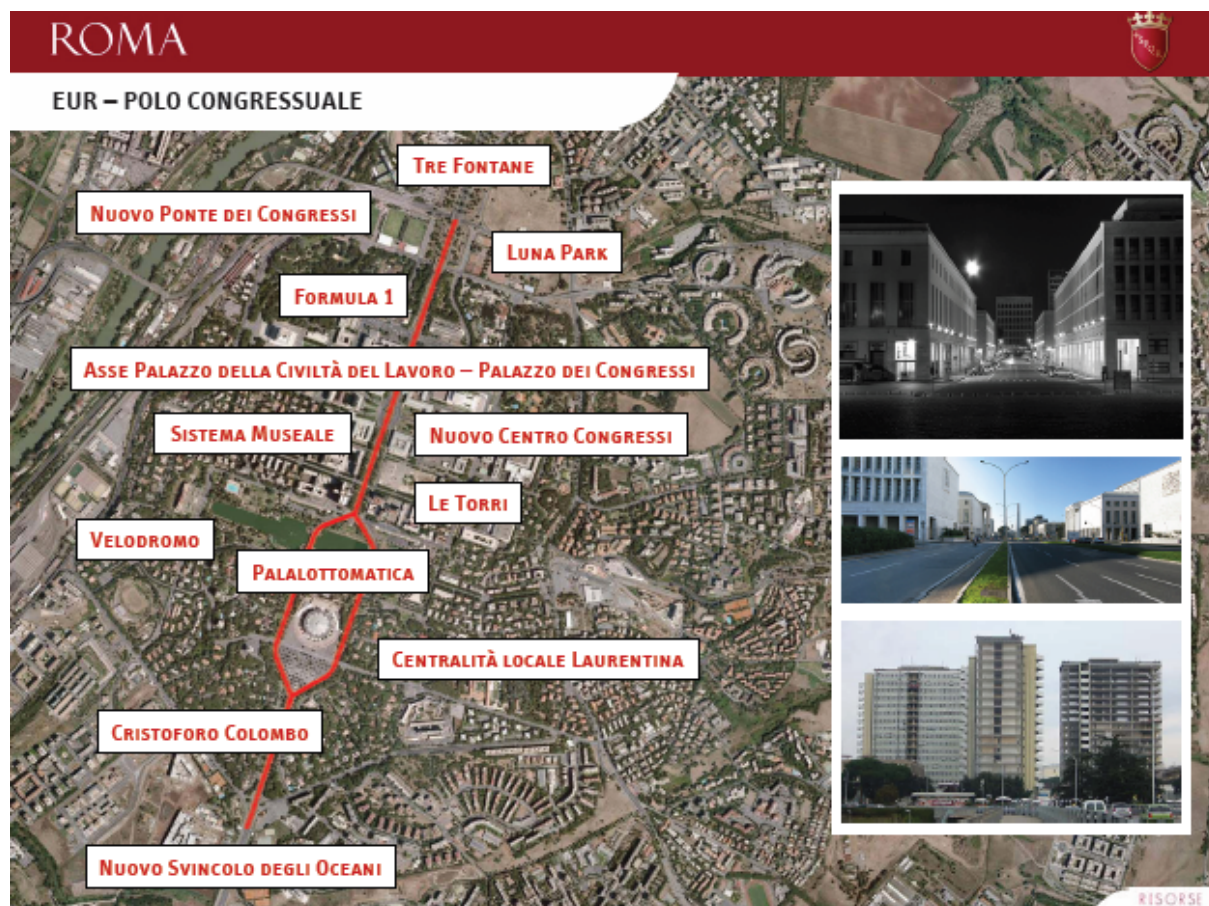 ROMA
EUR – POLO CONGRESSUALE
TRE FONTANE
NUOVO PONTE DEI CONGRESSI
LUNA PARK
FORMULA 1
ASSE PALAZZO DELLA CIVILTÀ DEL LAVORO – PALAZZO DEI CONGRESSI
SISTEMA MUSEALE
NUOVO CENTRO CONGRESSI
LE TORRI
VELODROMO
PALALOTTOMATICA
CENTRALITÀ LOCALE LAURENTINA
CRISTOFORO COLOMBO
NUOVO SVINCOLO DEGLI OCEANI
RISORSE